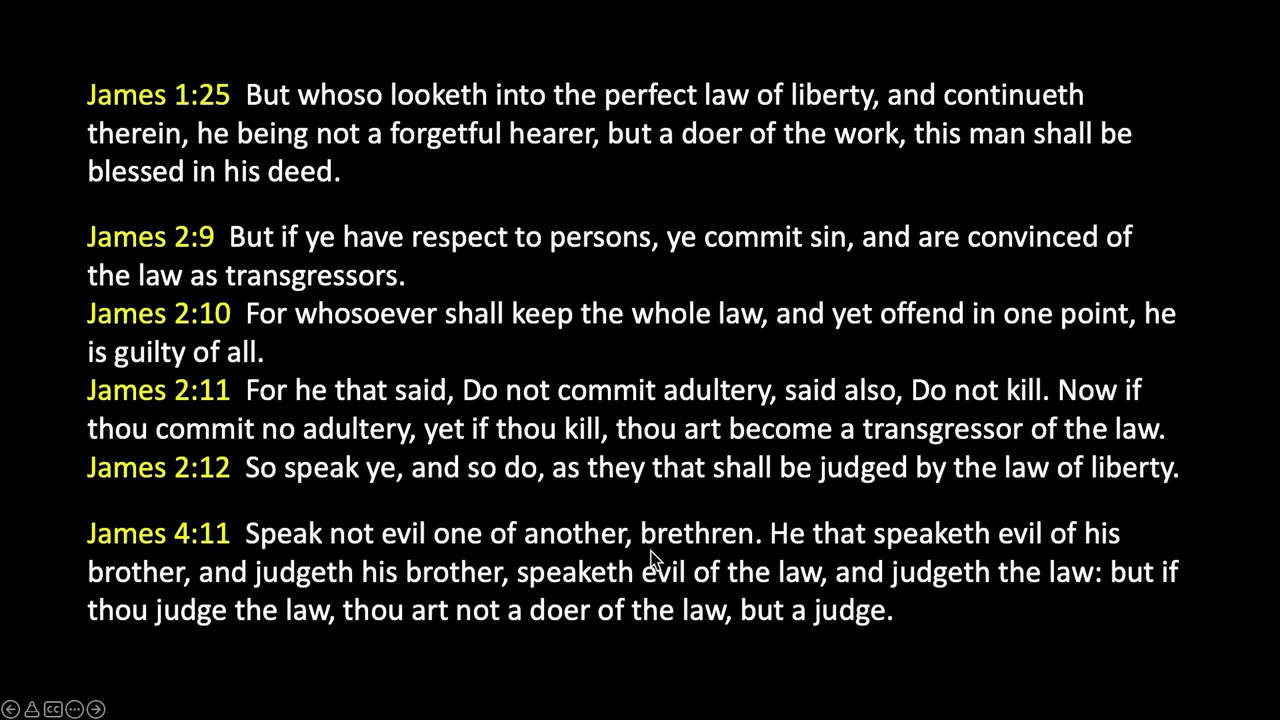 James 1:25  But whoso looketh into the perfect law of liberty, and continueth
therein, he being not a forgetful hearer, but a doer of the work, this man shall be
blessed in his deed.
James 2:9  But if ye have respect to persons, ye commit sin, and are convinced of
the law as transgressors.
James 2:10  For whosoever shall keep the whole law, and yet offend in one point, he
is guilty of all.
James 2:11  For he that said, Do not commit adultery, said also, Do not kill. Now if
thou commit no adultery, yet if thou kill, thou art become a transgressor of the law.
James 2:12  So speak ye, and so do, as they that shall be judged by the law of liberty.
James 4:11  Speak not evil one of another, brethren. He that speaketh evil of his
brother, and judgeth his brother, speaketh evil of the law, and judgeth the law: but if
thou judge the law, thou art not a doer of the law, but a judge.
CC